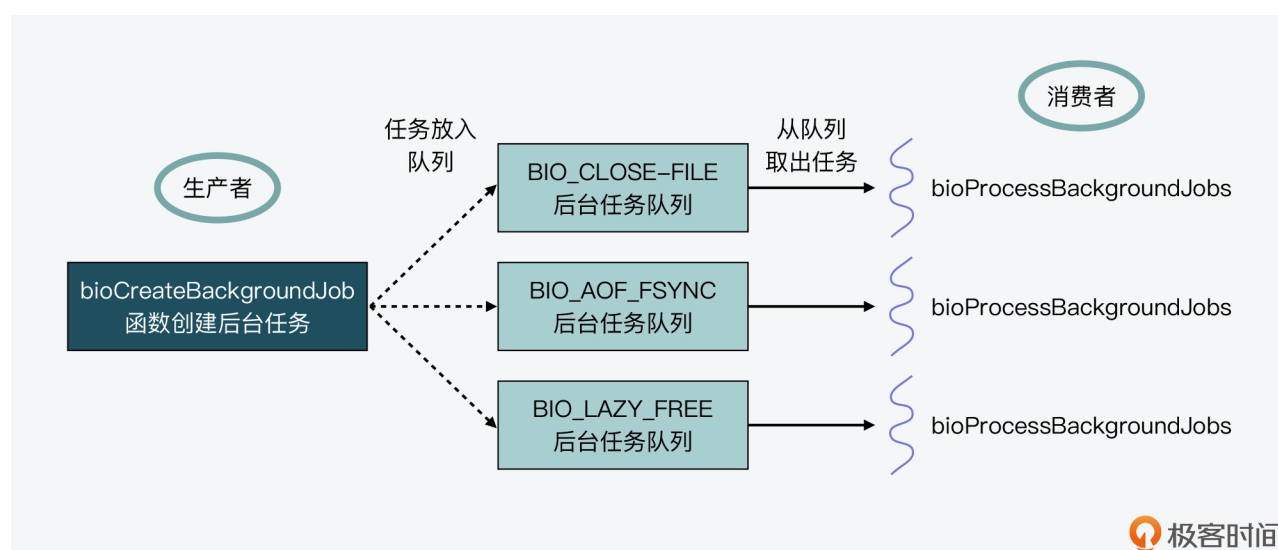 消费者
任务放入
队列
从队列
取出任务
生产者
BIO_CLOSE-FILE
后台任务队列
bioProcessBackgroundJobs
bioCreateBackgroundJob
函数创建后台任务
BIO_AOF_FSYNC
后台任务队列
bioProcessBackgroundJobs
BIO_LAZY_FREE
后台任务队列
bioProcessBackgroundJobs
极客时间